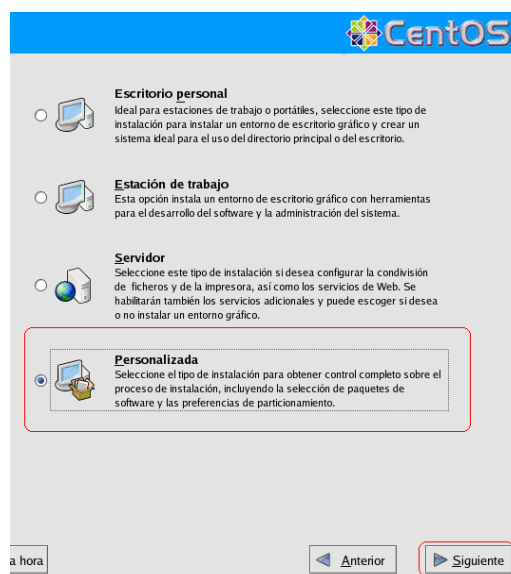 CentOS
Escritorio personal
Ideal para estaciones de trabajo o portátiles, seleccione este tipo de
instalación para instalar un entorno de escritorio gráfico y crear un
sistema ideal para el uso del directorio principal o del escritorio.
Estación de trabajo
Esta opción instala un entorno de escritorio gráfico con herramientas
para el desarrollo del software y la administración del sistema.
Servidor
Seleccione este tipo de instalación si desea configurar la condivisión
de ficheros y de la impresora, así como los servicios de Web. Se
habilitarán también los servicios adicionales y puede escoger si desea
o no instalar un entorno gráfico.
Personalizada
Seleccione el tipo de instalación para obtener control completo sobre el
proceso de instalación, incluyendo la selección de paquetes de
software y las preferencias de particionamiento.
a hora
Anterior
Siguiente